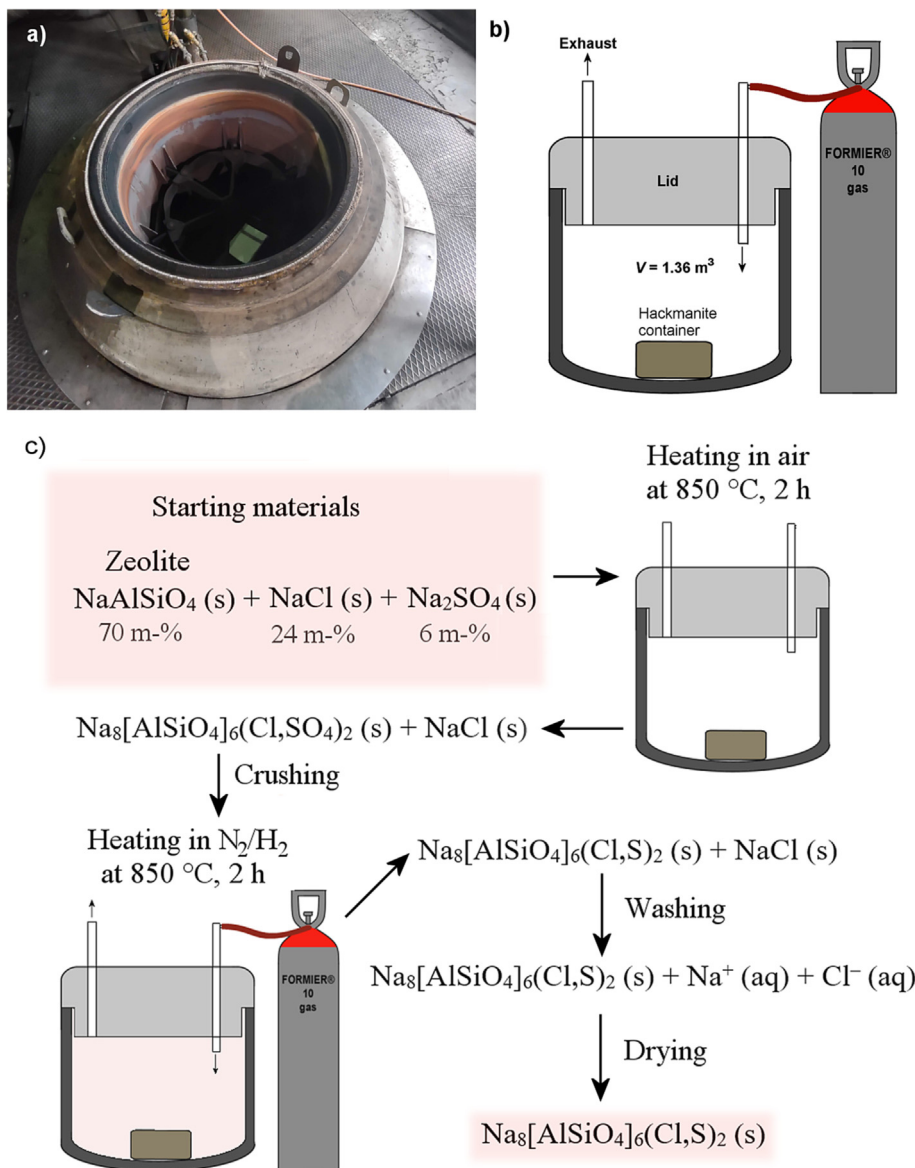 a)
b)
Exhaust
FORMIER®
10
gas
Lid
V = 1.36 m³
Hackmanite
container
c)
Starting materials
Zeolite
NaAlSiO₄ (s) + NaCl (s) + Na₂SO₄ (s)
70 m-% 24 m-% 6 m-%
Heating in air
at 850 °C, 2 h
Na₈[AlSiO₄]₆(Cl,SO₄)₂ (s) + NaCl (s)
Crushing
Heating in N₂/H₂
at 850 °C, 2 h
FORMIER®
10
gas
Na₈[AlSiO₄]₆(Cl,S)₂ (s) + NaCl (s)
Washing
Na₈[AlSiO₄]₆(Cl,S)₂ (s) + Na⁺ (aq) + Cl⁻ (aq)
Drying
Na₈[AlSiO₄]₆(Cl,S)₂ (s)